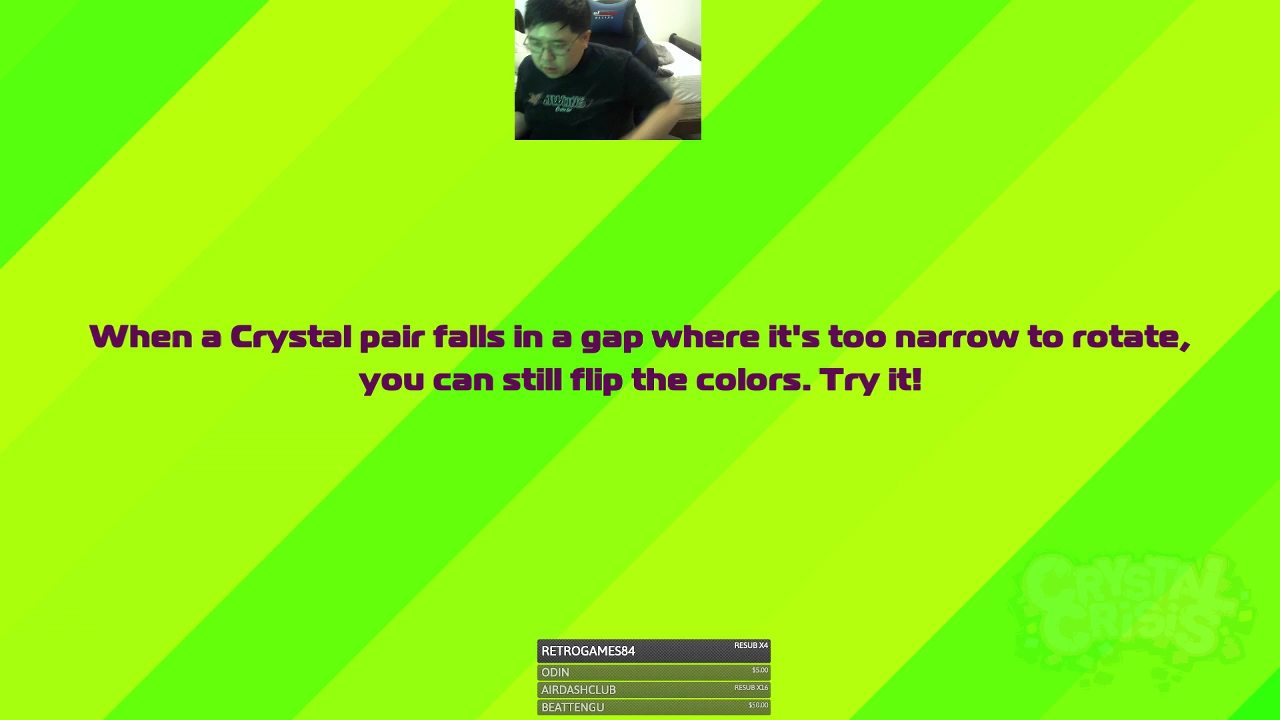 When a Crystal pair falls in a gap where it's too narrow to rotate,
you can still flip the colors. Try it!
CRYSTAL
CRISIS
RETROGAMES84 RESUB X4
ODIN $5.00
AIRDASHCLUB RESUB X16
BEATTENGU $50.00